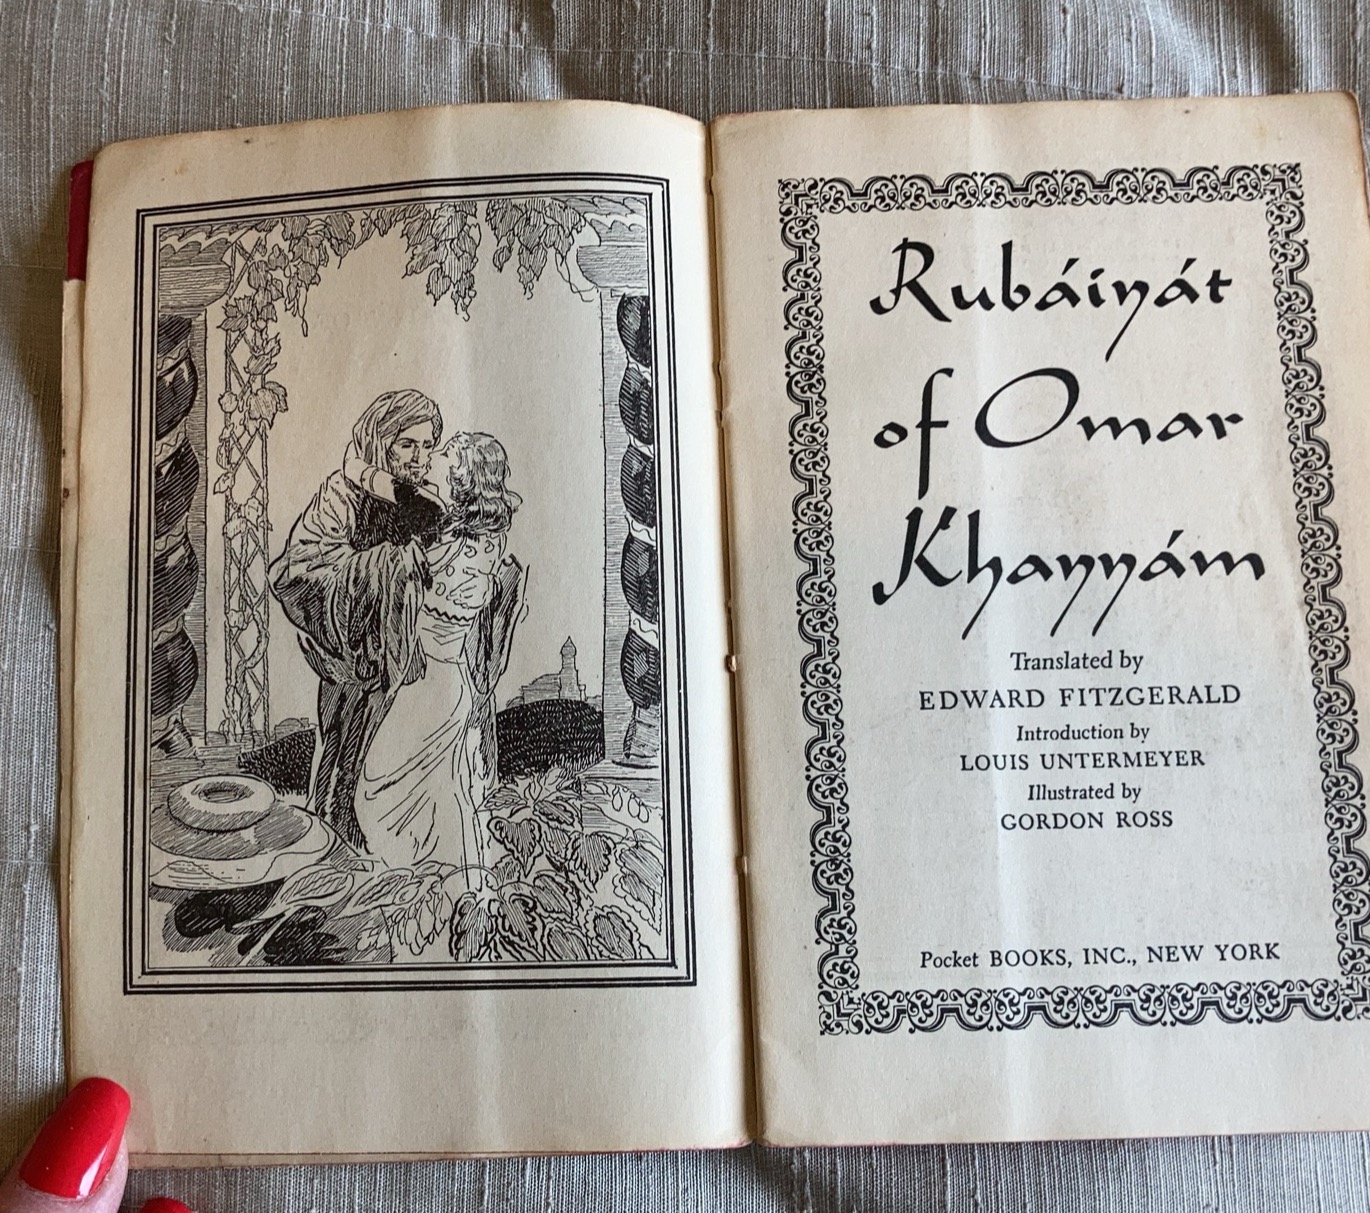 Rubáiyát
of Omar
Khayyám
Translated by
EDWARD FITZGERALD
Introduction by
LOUIS UNTERMEYER
Illustrated by
GORDON ROSS
Pocket BOOKS, INC., NEW YORK